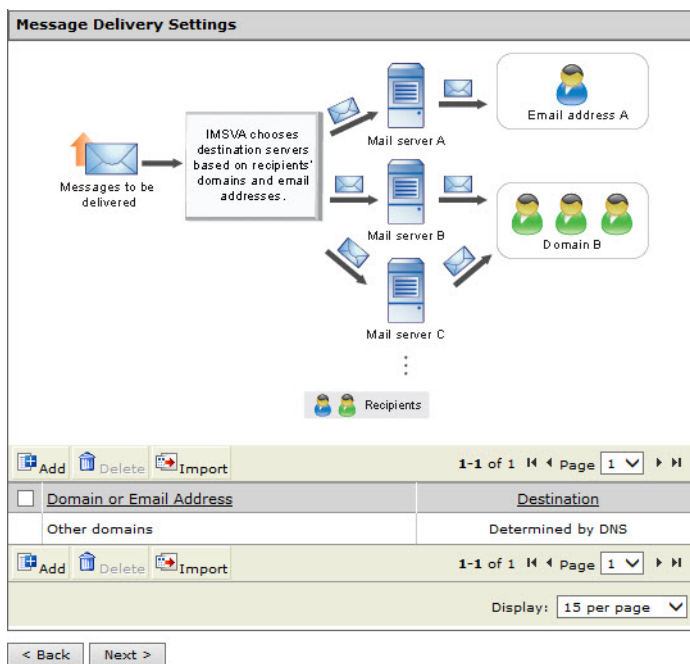 Message Delivery Settings
IMSVA chooses
destination servers
based on recipients'
domains and email
addresses.
Messages to be
delivered
Mail server A
Email address A
Mail server B
Domain B
Mail server C
Recipients
Add Delete Import 1-1 of 1 Page 1
Domain or Email Address Destination
Other domains Determined by DNS
Add Delete Import 1-1 of 1 Page 1
Display: 15 per page
< Back Next >